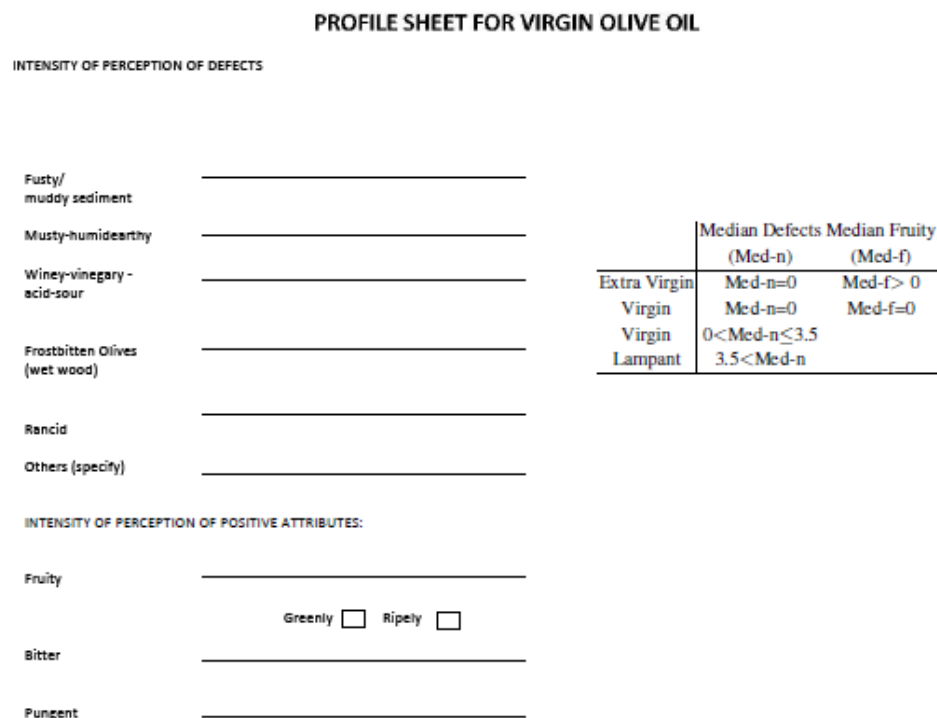 PROFILE SHEET FOR VIRGIN OLIVE OIL
INTENSITY OF PERCEPTION OF DEFECTS
Fusty/
muddy sediment
Musty-humidearthy
Winey-vinegary -
acid-sour
Frostbitten Olives
(wet wood)
Rancid
Others (specify)
INTENSITY OF PERCEPTION OF POSITIVE ATTRIBUTES:
Fruity
Greenly Ripely
Bitter
Pungent
Median Defects Median Fruity
(Med-n) (Med-f)
Extra Virgin Med-n=0 Med-f> 0
Virgin Med-n=0 Med-f=0
Virgin 0<Med-n≤3.5
Lampant 3.5<Med-n